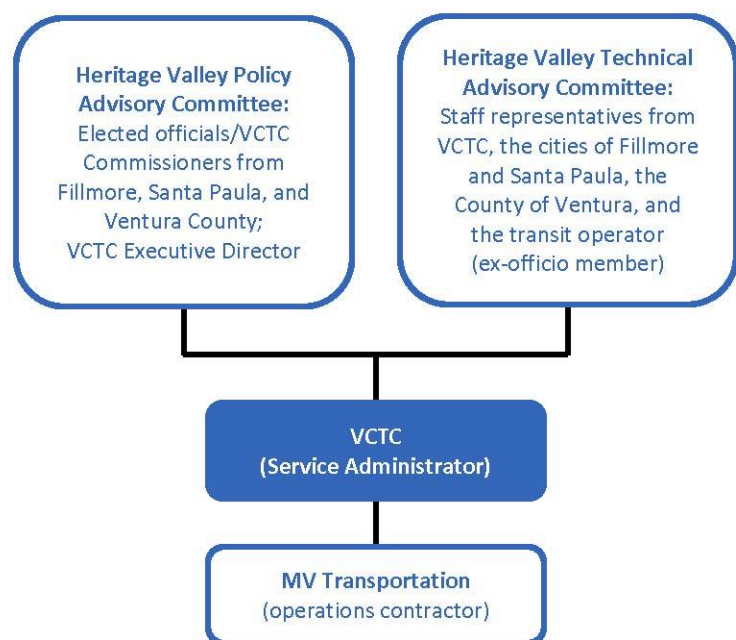 Heritage Valley Policy
Advisory Committee:
Elected officials/VCTC
Commissioners from
Fillmore, Santa Paula, and
Ventura County;
VCTC Executive Director
Heritage Valley Technical
Advisory Committee:
Staff representatives from
VCTC, the cities of Fillmore
and Santa Paula, the
County of Ventura, and
the transit operator
(ex-officio member)
VCTC
(Service Administrator)
MV Transportation
(operations contractor)